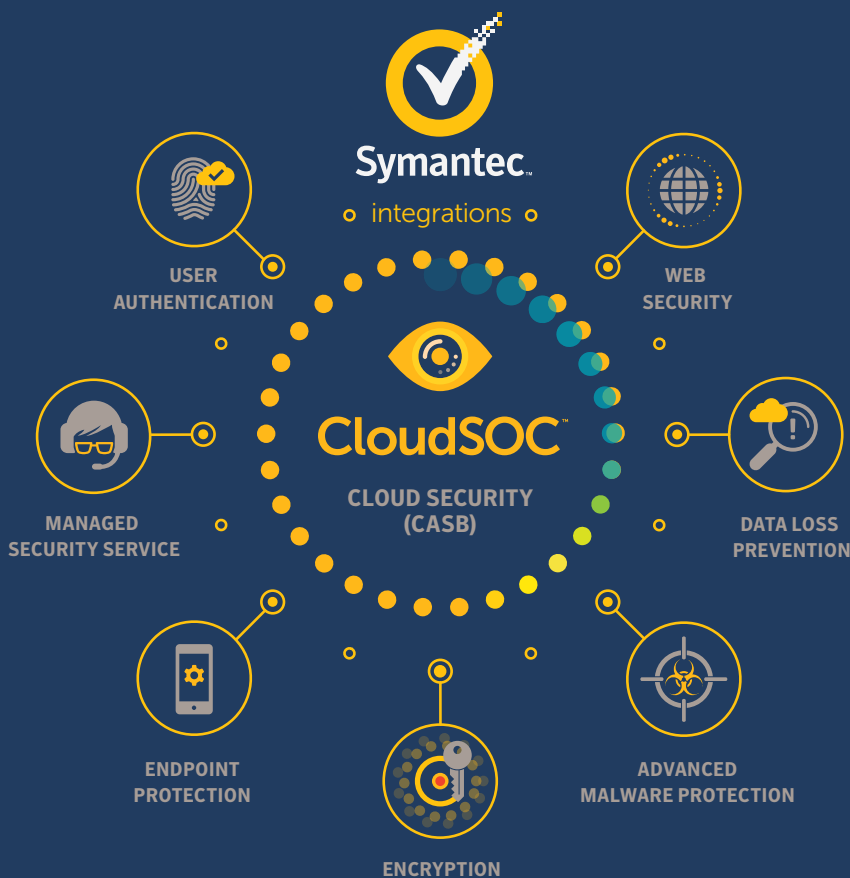 Symantec™
integrations
USER
AUTHENTICATION
WEB
SECURITY
CloudSOC™
CLOUD SECURITY
(CASB)
MANAGED
SECURITY SERVICE
DATA LOSS
PREVENTION
ENDPOINT
PROTECTION
ADVANCED
MALWARE PROTECTION
ENCRYPTION